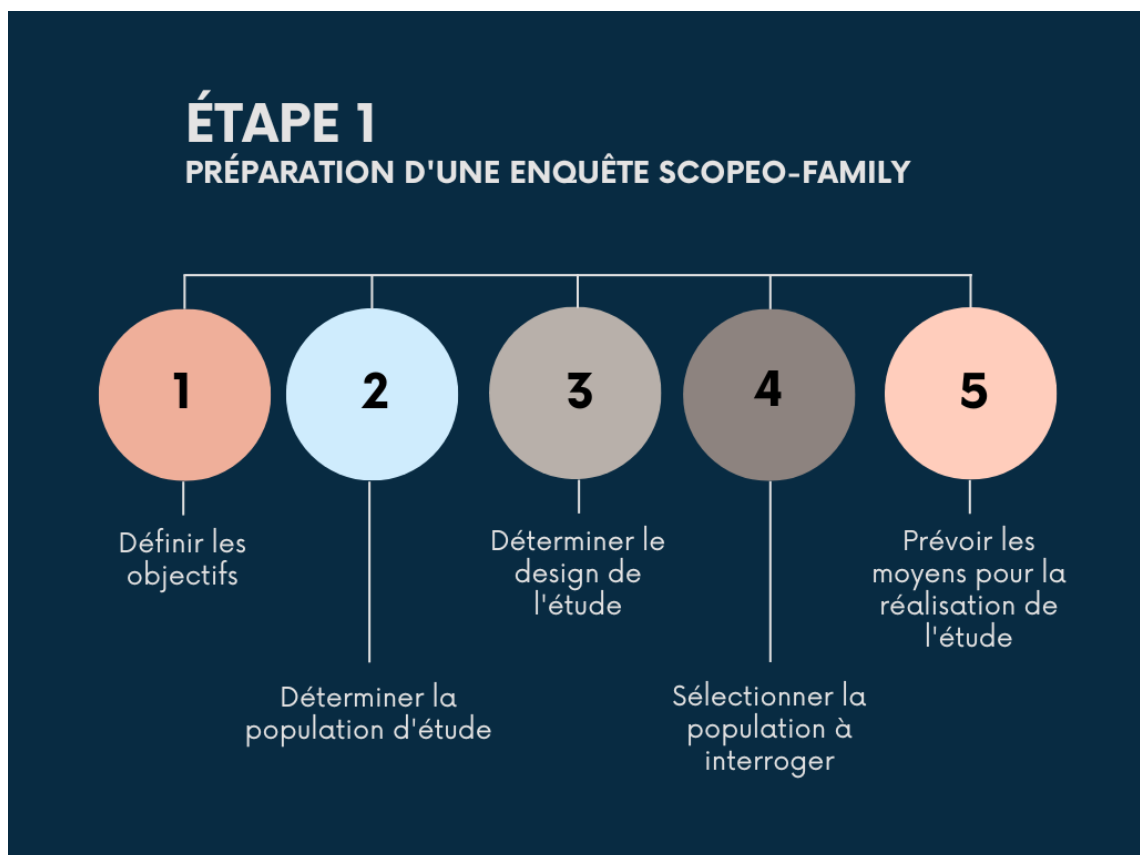 ÉTAPE 1
PRÉPARATION D'UNE ENQUÊTE SCOPEO-FAMILY
1
2
3
4
5
Définir les
objectifs
Déterminer la
population d'étude
Déterminer le
design de
l'étude
Sélectionner la
population à
interroger
Prévoir les
moyens pour la
réalisation de
l'étude